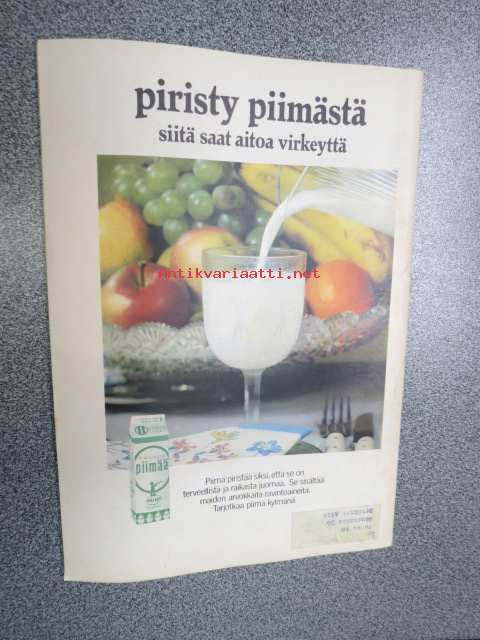 piristy piimästä
siitä saat aitoa virkeyttä
Antikvariaatti.net
piimää
Piimä piristää siksi, että se on
terveellistä ja raikasta juomaa. Se sisältää
maidon arvokkaita ravintoaineita.
Tarjotkaa piimä kylmänä